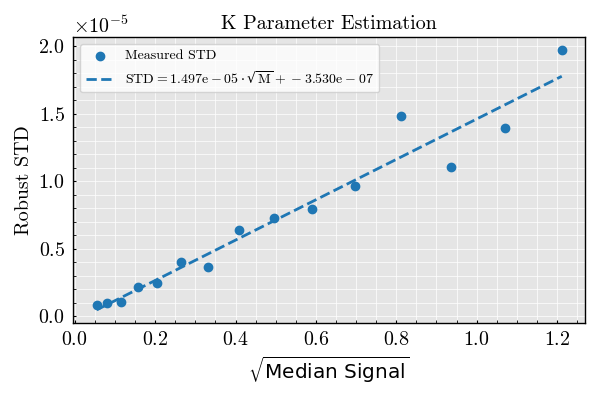 K Parameter Estimation
×10⁻⁵
2.0
1.5
1.0
0.5
0.0
Robust STD
Measured STD
STD = 1.497e − 05 · √M + −3.530e − 07
0.0 0.2 0.4 0.6 0.8 1.0 1.2
√Median Signal